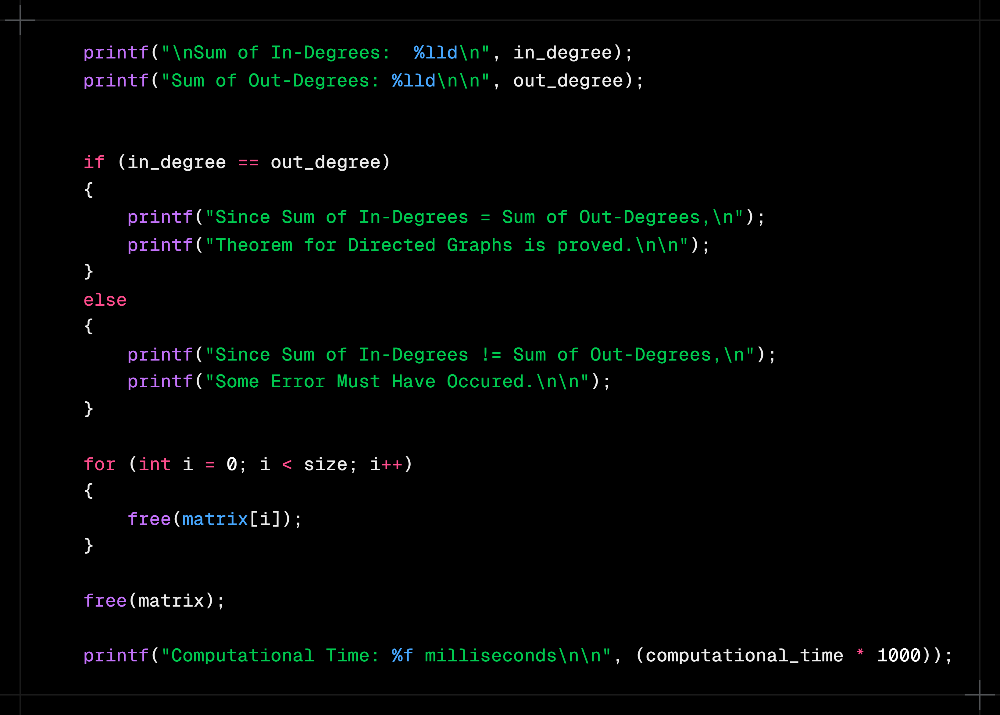 printf("\nSum of In-Degrees:  %lld\n", in_degree);
printf("Sum of Out-Degrees: %lld\n\n", out_degree);
if (in_degree == out_degree)
{
    printf("Since Sum of In-Degrees = Sum of Out-Degrees,\n");
    printf("Theorem for Directed Graphs is proved.\n\n");
}
else
{
    printf("Since Sum of In-Degrees != Sum of Out-Degrees,\n");
    printf("Some Error Must Have Occured.\n\n");
}
for (int i = 0; i < size; i++)
{
    free(matrix[i]);
}
free(matrix);
printf("Computational Time: %f milliseconds\n\n", (computational_time * 1000));